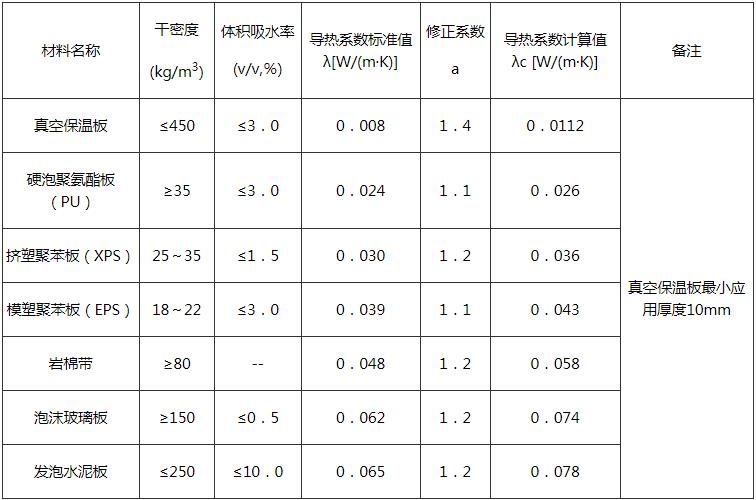 材料名称 干密度 (kg/m³) 体积吸水率 (v/v,%) 导热系数标准值 λ[W/(m·K)] 修正系数 a 导热系数计算值 λc [W/(m·K)] 备注
真空保温板 ≤450 ≤3．0 0．008 1．4 0．0112
硬泡聚氨酯板（PU） ≥35 ≤3．0 0．024 1．1 0．026
挤塑聚苯板（XPS） 25～35 ≤1．5 0．030 1．2 0．036
模塑聚苯板（EPS） 18～22 ≤3．0 0．039 1．1 0．043
岩棉带 ≥80 -- 0．048 1．2 0．058
泡沫玻璃板 ≥150 ≤0．5 0．062 1．2 0．074
发泡水泥板 ≤250 ≤10．0 0．065 1．2 0．078
真空保温板最小应
用厚度10mm